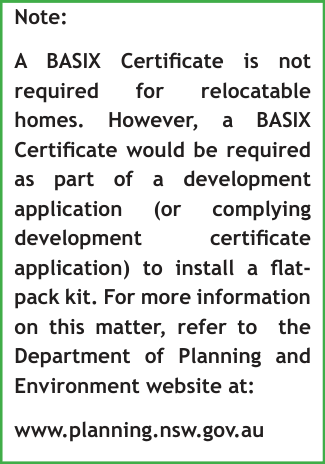 Note:
A BASIX Certificate is not
required for relocatable
homes. However, a BASIX
Certificate would be required
as part of a development
application (or complying
development certificate
application) to install a flat-
pack kit. For more information
on this matter, refer to the
Department of Planning and
Environment website at:
www.planning.nsw.gov.au